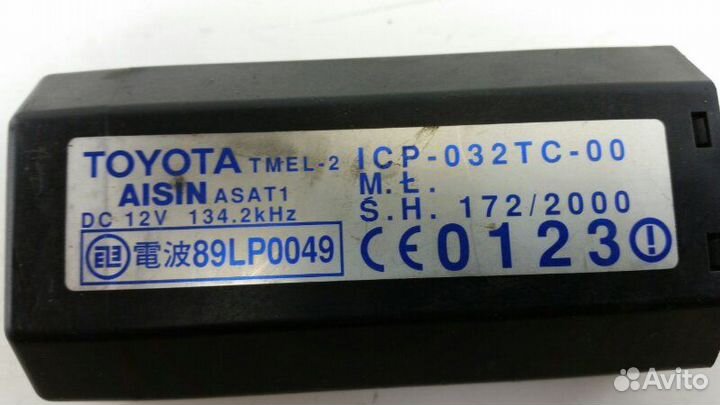 TOYOTA TMEL-2 ICP-032TC-00
AISIN ASAT1 M.Ł.
DC 12V 134.2kHz Ś.H. 172/2000
電波89LP0049 CE0123
Avito